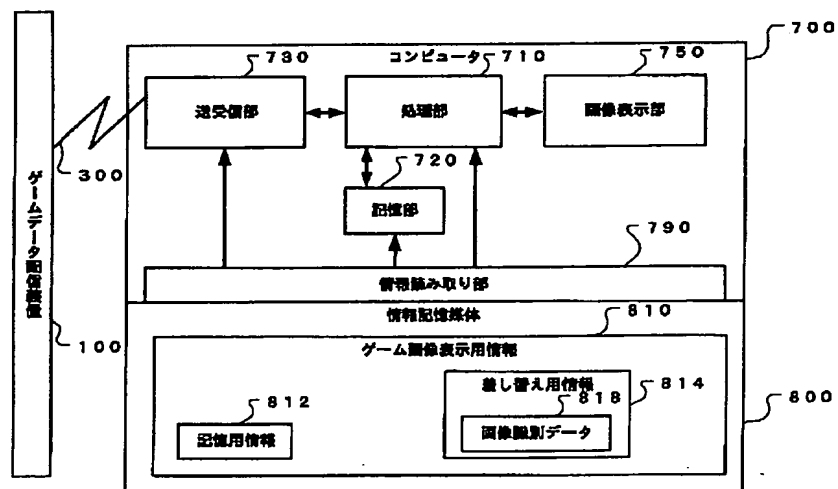 ７００
コンピュータ
７３０
７１０
７５０
送受信部
処理部
画像表示部
３００
７２０
記憶部
７９０
情報読み取り部
情報記憶媒体
ゲームデータ配信装置
１００
８１０
ゲーム画像表示用情報
差し替え用情報
８１４
８１２
８１８
８００
記憶用情報
画像識別データ